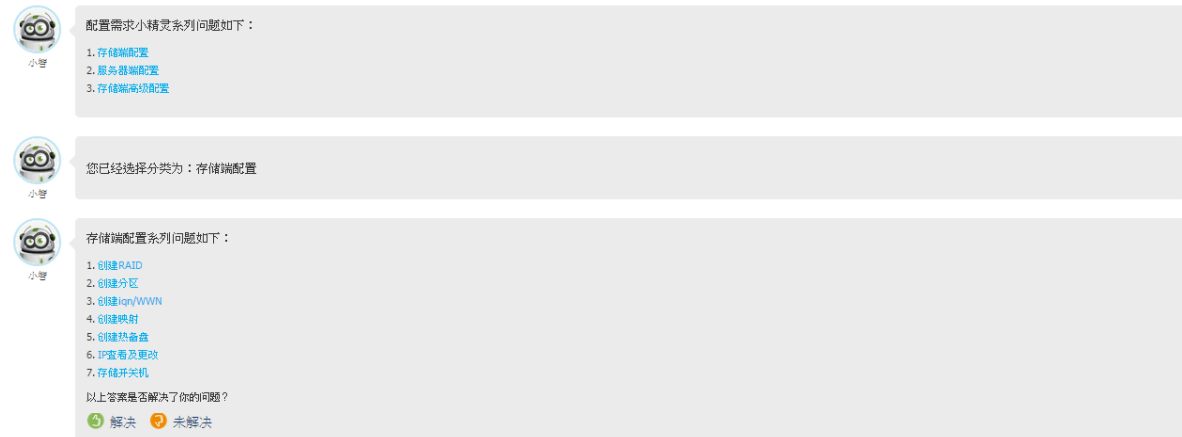 配置需求小精灵系列问题如下：
1. 存储端配置
小智
2. 服务器端配置
3. 存储端高级配置
您已经选择分类为：存储端配置
小智
存储端配置系列问题如下：
1. 创建RAID
小智
2. 创建分区
3. 创建iqn/WWN
4. 创建映射
5. 创建热备盘
6. IP查看及更改
7. 存储开关机
以上答案是否解决了你的问题？
解决 未解决